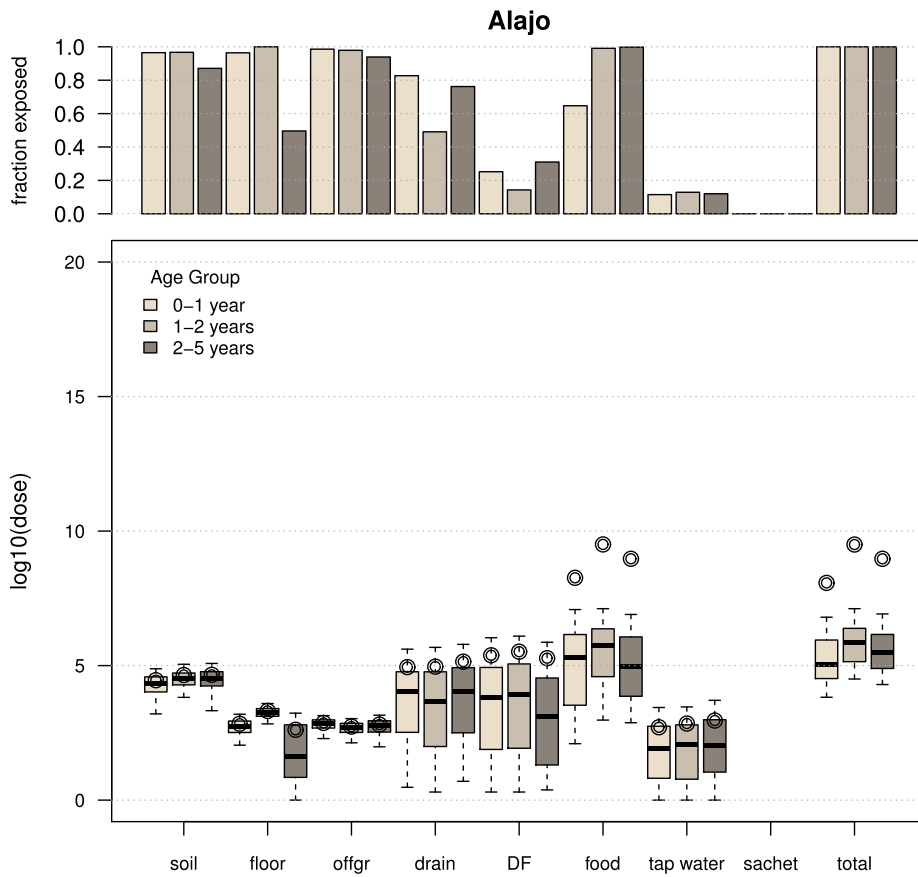 Alajo
fraction exposed
1.0
0.8
0.6
0.4
0.2
0.0
Age Group
0−1 year
1−2 years
2−5 years
log10(dose)
20
15
10
5
0
soil floor offgr drain DF food tap water sachet total